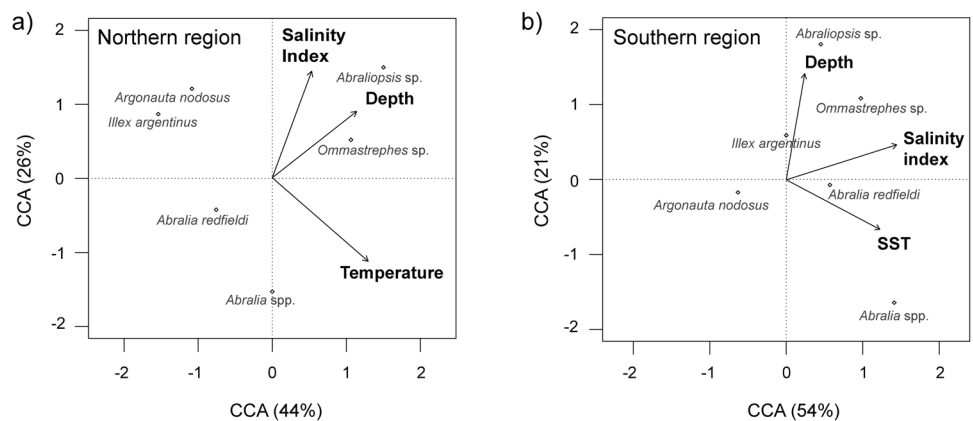 a)
Northern region
Salinity
Index
Abraliopsis sp.
Depth
Argonauta nodosus
Illex argentinus
Ommastrephes sp.
Abralia redfieldi
Temperature
Abralia spp.
2
1
0
-1
-2
CCA (26%)
-2 -1 0 1 2
CCA (44%)
b)
Southern region
Abraliopsis sp.
Depth
Ommastrephes sp.
Illex argentinus
Salinity
index
Abralia redfieldi
Argonauta nodosus
SST
Abralia spp.
2
1
0
-1
-2
CCA (21%)
-2 -1 0 1 2
CCA (54%)